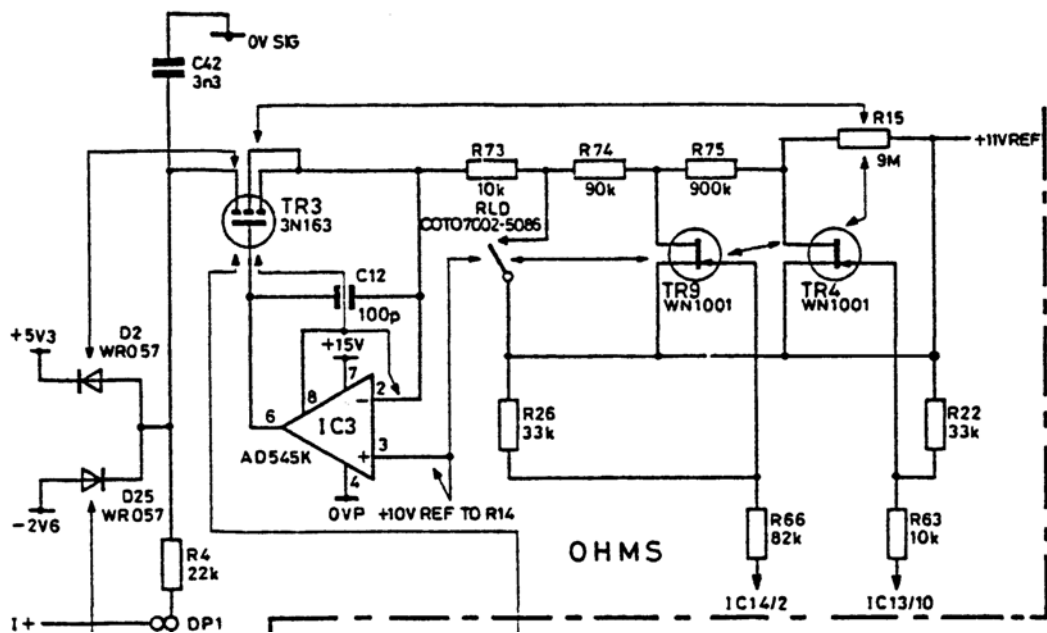 0V SIG
C42
3n3
R15
9M
+11V REF
R73
10k
R74
90k
R75
900k
TR3
3N163
RLD
COTO7002-5085
TR9
WN1001
TR4
WN1001
C12
100p
+5V3
D2
WR057
+15V
7
8
2
6
IC3
3
AD545K
4
0VP
+10V REF TO R14
R26
33k
R22
33k
D25
WR057
-2V6
R4
22k
R66
82k
R63
10k
OHMS
IC14/2
IC13/10
I+
DP1